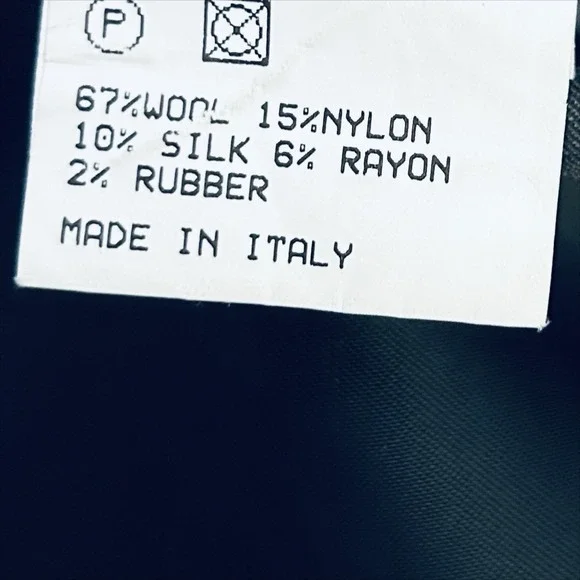 P
67%WOOL 15%NYLON
10% SILK 6% RAYON
2% RUBBER
MADE IN ITALY